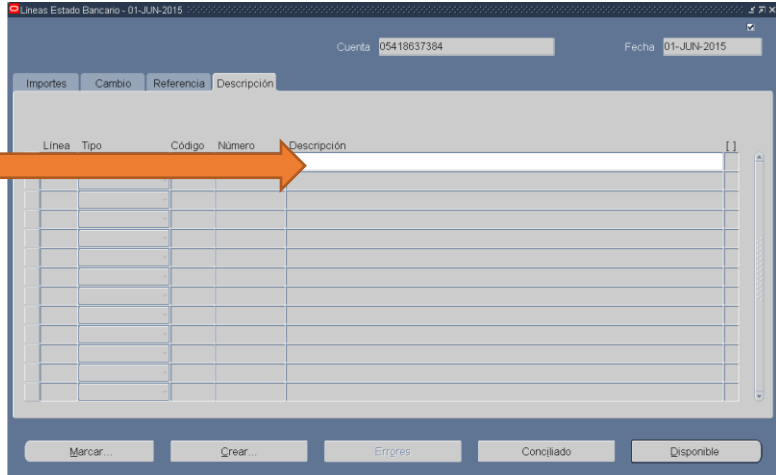 Líneas Estado Bancario - 01-JUN-2015
Cuenta 05418637384 Fecha 01-JUN-2015
Importes Cambio Referencia Descripción
Línea Tipo Código Número Descripción [ ]
Marcar... Crear... Errores Conciliado Disponible